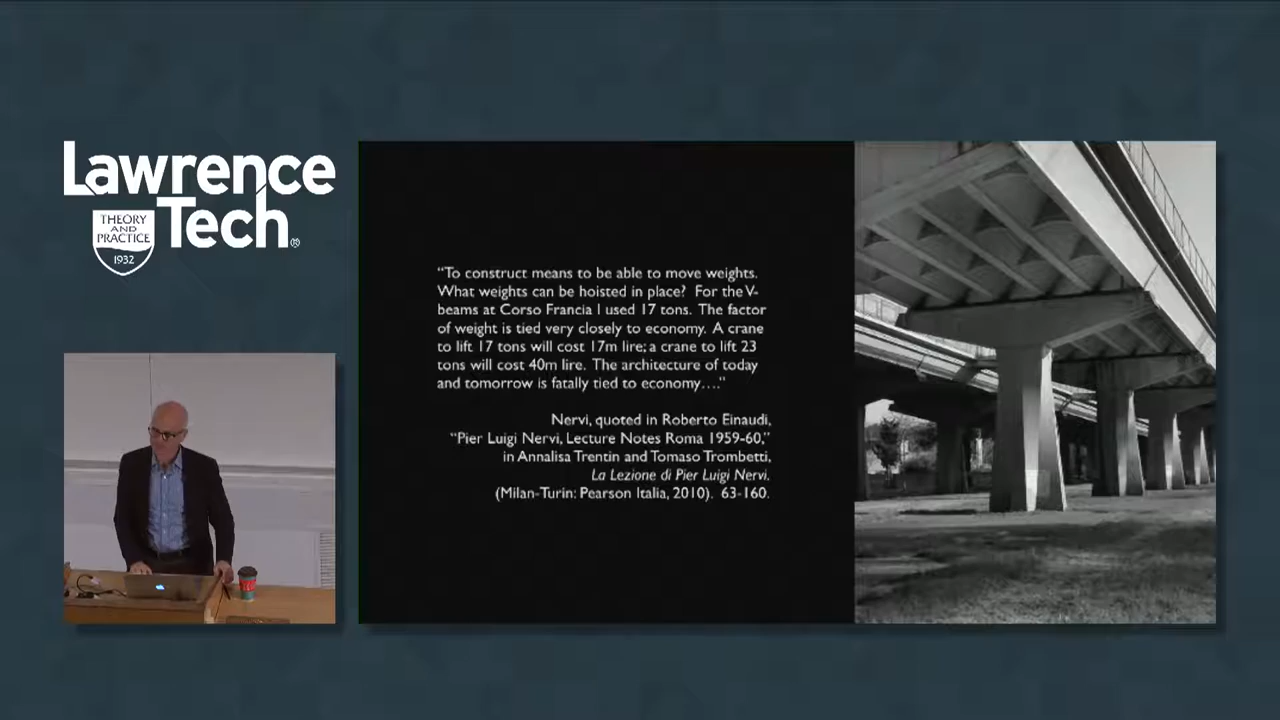 Lawrence
Tech®
THEORY
AND
PRACTICE
1932
“To construct means to be able to move weights.
What weights can be hoisted in place?  For the V-
beams at Corso Francia I used 17 tons.  The factor
of weight is tied very closely to economy.  A crane
to lift 17 tons will cost 17m lire; a crane to lift 23
tons will cost 40m lire.  The architecture of today
and tomorrow is fatally tied to economy….”
Nervi, quoted in Roberto Einaudi,
“Pier Luigi Nervi, Lecture Notes Roma 1959-60,”
in Annalisa Trentin and Tomaso Trombetti,
La Lezione di Pier Luigi Nervi.
(Milan-Turin: Pearson Italia, 2010).  63-160.